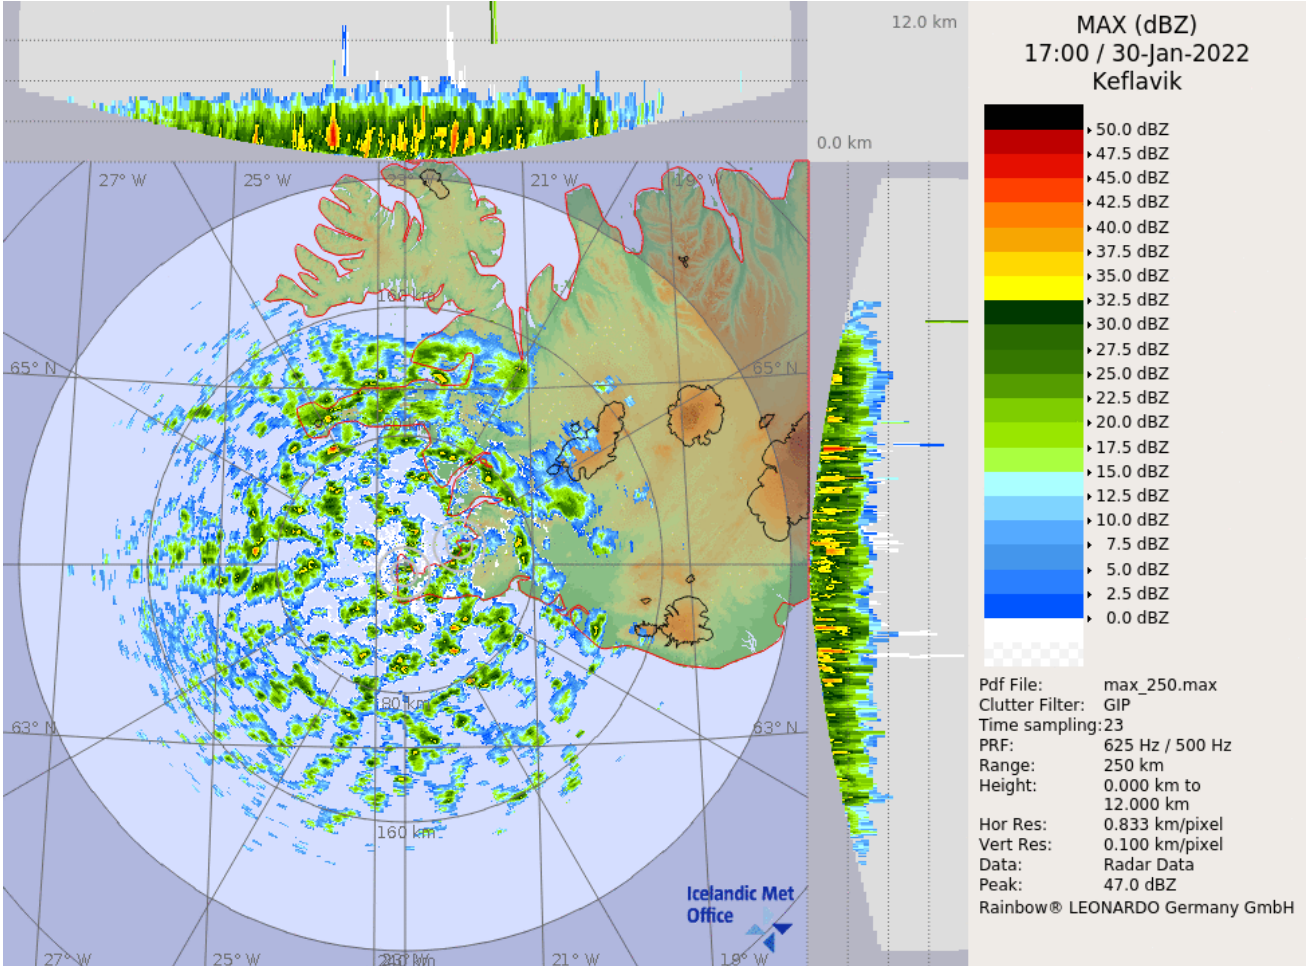 12.0 km
0.0 km
27° W
25° W
23° W
21° W
19° W
160 km
65° N
65° N
80 km
63° N
63° N
160 km
Icelandic Met
Office
27° W
25° W
23° W
240 km
21° W
19° W
MAX (dBZ)
17:00 / 30-Jan-2022
Keflavik
50.0 dBZ
47.5 dBZ
45.0 dBZ
42.5 dBZ
40.0 dBZ
37.5 dBZ
35.0 dBZ
32.5 dBZ
30.0 dBZ
27.5 dBZ
25.0 dBZ
22.5 dBZ
20.0 dBZ
17.5 dBZ
15.0 dBZ
12.5 dBZ
10.0 dBZ
7.5 dBZ
5.0 dBZ
2.5 dBZ
0.0 dBZ
Pdf File: max_250.max
Clutter Filter: GIP
Time sampling: 23
PRF: 625 Hz / 500 Hz
Range: 250 km
Height: 0.000 km to
12.000 km
Hor Res: 0.833 km/pixel
Vert Res: 0.100 km/pixel
Data: Radar Data
Peak: 47.0 dBZ
Rainbow® LEONARDO Germany GmbH